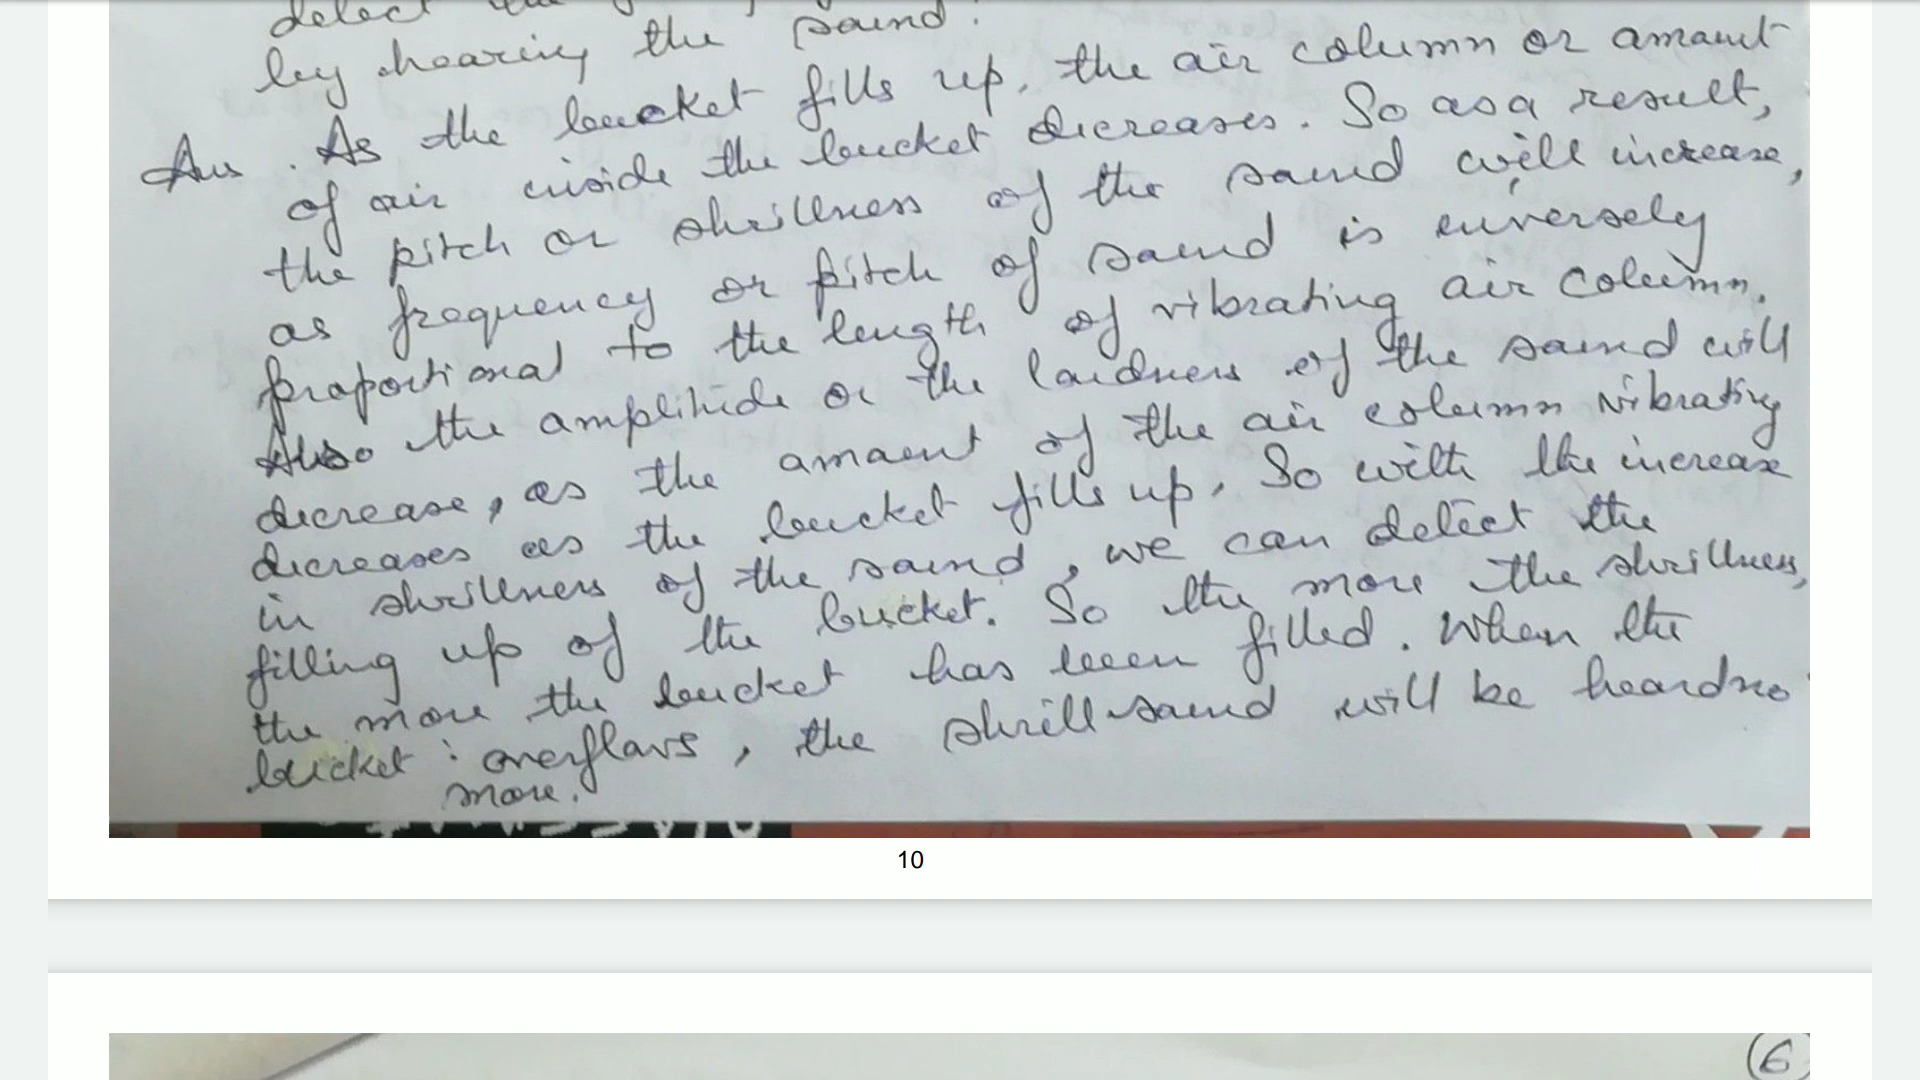 detect the
by hearing the sound.
Ans. As the bucket fills up, the air column or amount
of air inside the bucket decreases. So as a result,
the pitch or shrillness of the sound will increase,
as frequency or pitch of sound is inversely
proportional to the length of vibrating air column.
Also the amplitude or the loudness of the sound will
decrease, as the amount of the air column vibrating
decreases as the bucket fills up. So with the increase
in shrillness of the sound, we can detect the
filling up of the bucket. So the more the shrillness,
the more the bucket has been filled. When the
bucket overflows, the shrill sound will be heard no
more.
10
(6)